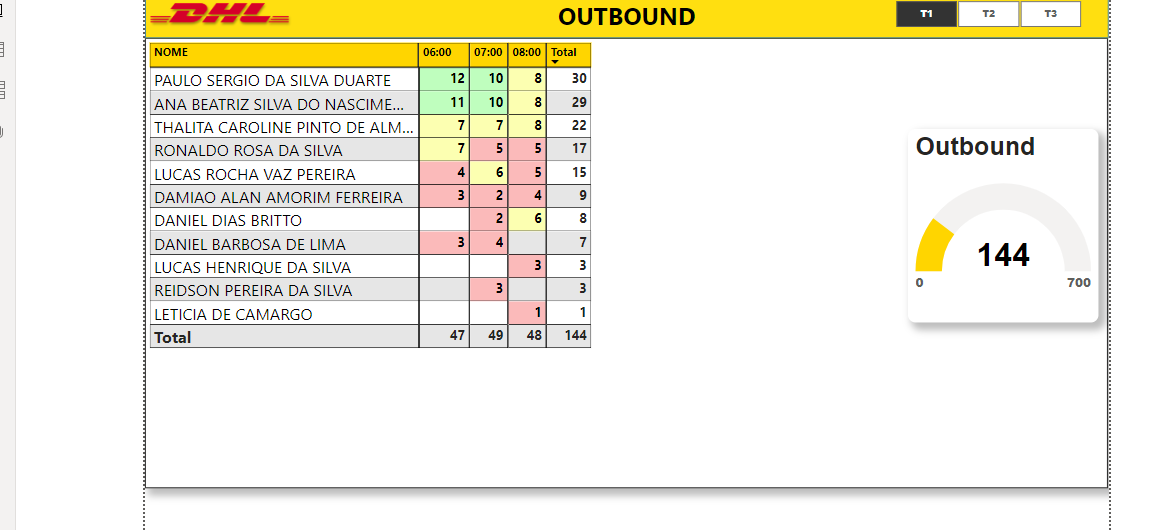 DHL
OUTBOUND
T1 T2 T3
NOME 06:00 07:00 08:00 Total
PAULO SERGIO DA SILVA DUARTE 12 10 8 30
ANA BEATRIZ SILVA DO NASCIME... 11 10 8 29
THALITA CAROLINE PINTO DE ALM... 7 7 8 22
RONALDO ROSA DA SILVA 7 5 5 17
LUCAS ROCHA VAZ PEREIRA 4 6 5 15
DAMIAO ALAN AMORIM FERREIRA 3 2 4 9
DANIEL DIAS BRITTO 2 6 8
DANIEL BARBOSA DE LIMA 3 4 7
LUCAS HENRIQUE DA SILVA 3 3
REIDSON PEREIRA DA SILVA 3 3
LETICIA DE CAMARGO 1 1
Total 47 49 48 144
Outbound
144
0 700